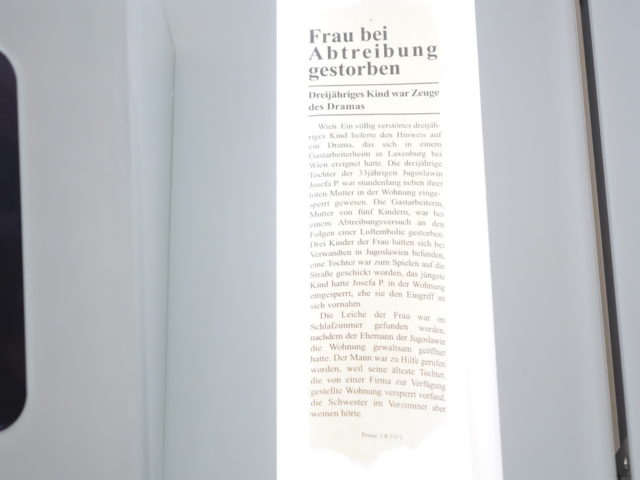 Frau bei
Abtreibung
gestorben
Dreijähriges Kind war Zeuge
des Dramas
Wien. Ein völlig verstörtes dreijäh-
riges Kind lieferte den Hinweis auf
ein Drama, das sich in einem
Gastarbeiterheim in Laxenburg bei
Wien ereignet hatte. Die dreijährige
Tochter der 33jährigen Jugoslawin
Josefa P. war stundenlang neben ihrer
toten Mutter in der Wohnung einge-
sperrt gewesen. Die Gastarbeiterin,
Mutter von fünf Kindern, war bei
einem Abtreibungsversuch an den
Folgen einer Luftembolie gestorben.
Drei Kinder der Frau hatten sich bei
Verwandten in Jugoslawien befunden,
eine Tochter war zum Spielen auf die
Straße geschickt worden, das jüngste
Kind hatte Josefa P. in der Wohnung
eingesperrt, ehe sie den Eingriff an
sich vornahm.
Die Leiche der Frau war im
Schlafzimmer gefunden worden,
nachdem der Ehemann der Jugoslawin
die Wohnung gewaltsam geöffnet
hatte. Der Mann war zu Hilfe gerufen
worden, weil seine älteste Tochter,
die von einer Firma zur Verfügung
gestellte Wohnung versperrt vorfand,
die Schwester im Vorzimmer aber
weinen hörte.
Presse